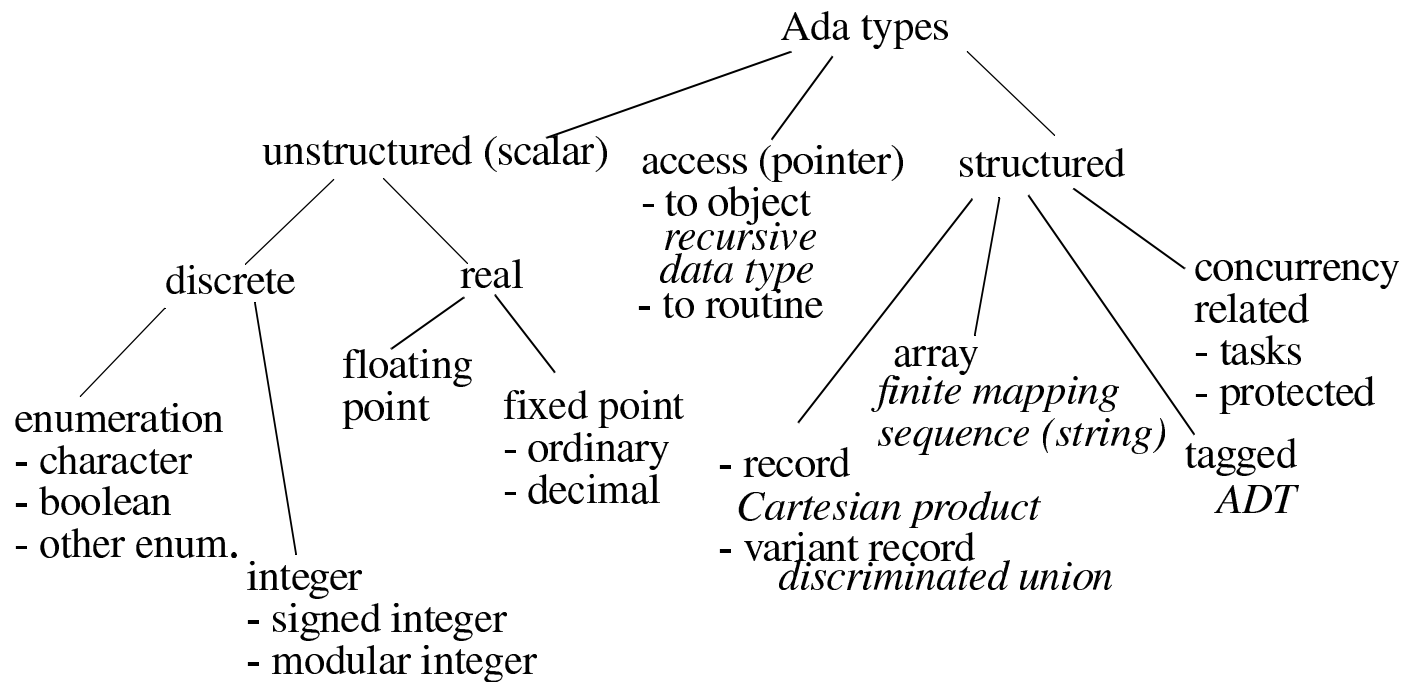 Ada types
unstructured (scalar)
access (pointer)
- to object
recursive
data type
- to routine
structured
discrete
real
enumeration
- character
- boolean
- other enum.
integer
- signed integer
- modular integer
floating
point
fixed point
- ordinary
- decimal
- record
Cartesian product
- variant record
discriminated union
array
finite mapping
sequence (string)
tagged
ADT
concurrency
related
- tasks
- protected